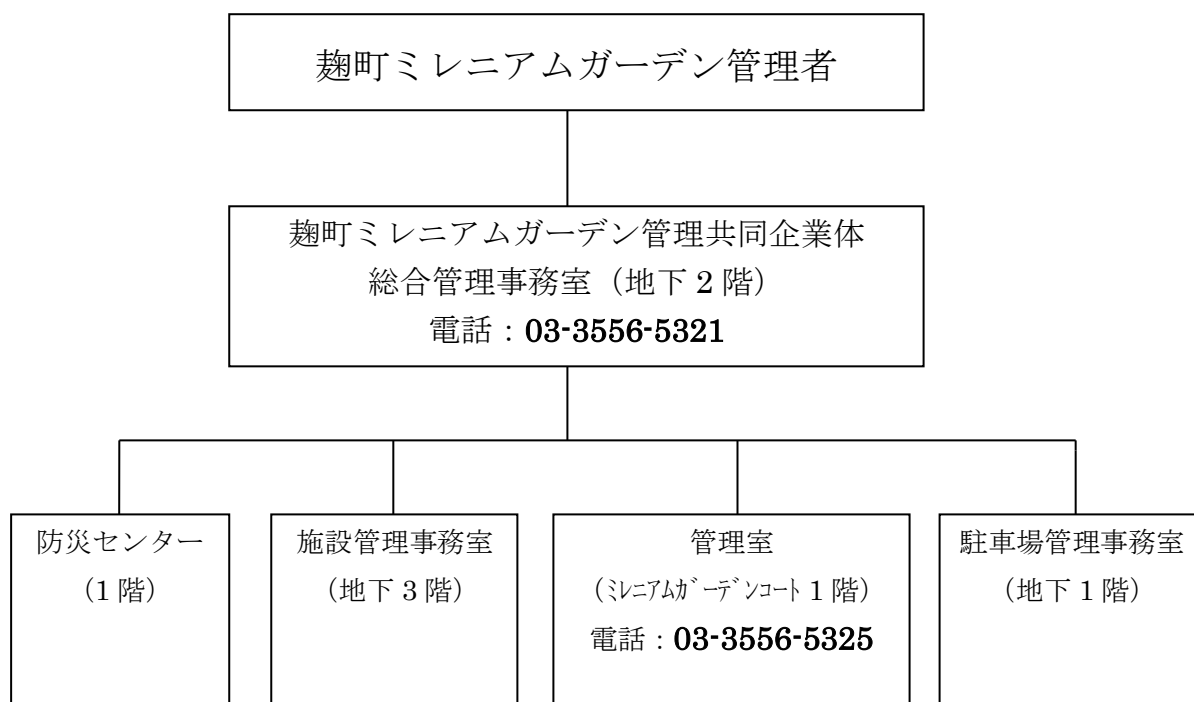 麹町ミレニアムガーデン管理者
麹町ミレニアムガーデン管理共同企業体
総合管理事務室（地下 2 階）
電話：03-3556-5321
防災センター
（1 階）
施設管理事務室
（地下 3 階）
管理室
（ﾐﾚﾆｱﾑｶﾞｰﾃﾞﾝｺｰﾄ 1 階）
電話：03-3556-5325
駐車場管理事務室
（地下 1 階）